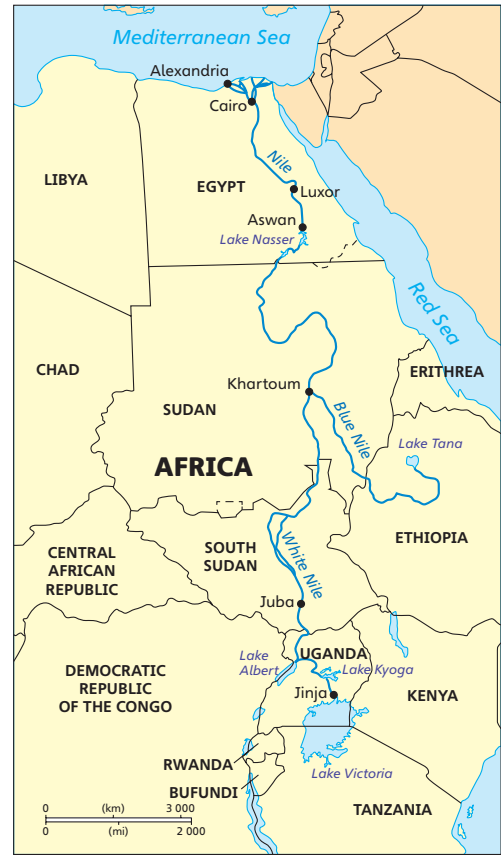 Mediterranean Sea
Alexandria
Cairo
Nile
LIBYA
EGYPT
Luxor
Aswan
Lake Nasser
Red Sea
CHAD
ERITHREA
Khartoum
SUDAN
Blue Nile
Lake Tana
AFRICA
ETHIOPIA
CENTRAL
AFRICAN
REPUBLIC
SOUTH
SUDAN
White Nile
Juba
UGANDA
Lake
Albert
Lake Kyoga
DEMOCRATIC
REPUBLIC
OF THE CONGO
Jinja
KENYA
RWANDA
Lake Victoria
BUFUNDI
TANZANIA
0 (km) 3 000
0 (mi) 2 000